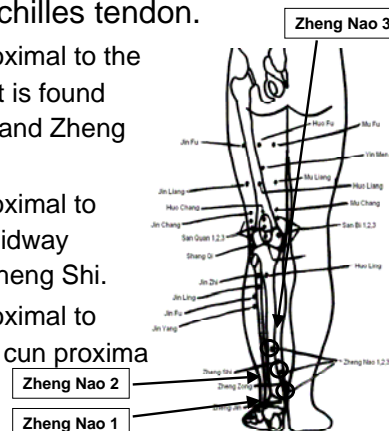 chilles tendon.
oximal to the
t is found
and Zheng
oximal to
idway
heng Shi.
oximal to
cun proxima
Zheng Nao 3
Huo Fu
Mu Fu
Jin Fu
Yin Men
Mu Liang
Jin Liang
Huo Liang
Huo Chang
Mu Chang
Jin Chang
San Quan 1,2,3
San Bi 1,2,3
Shang Qi
Huo Ling
Jin Zhi
Jin Ling
Jin Fu
Jin Yang
Zheng Shi
Zheng Nao 1,2,3
Zheng Zong
Zheng Jin
Zheng Nao 2
Zheng Nao 1